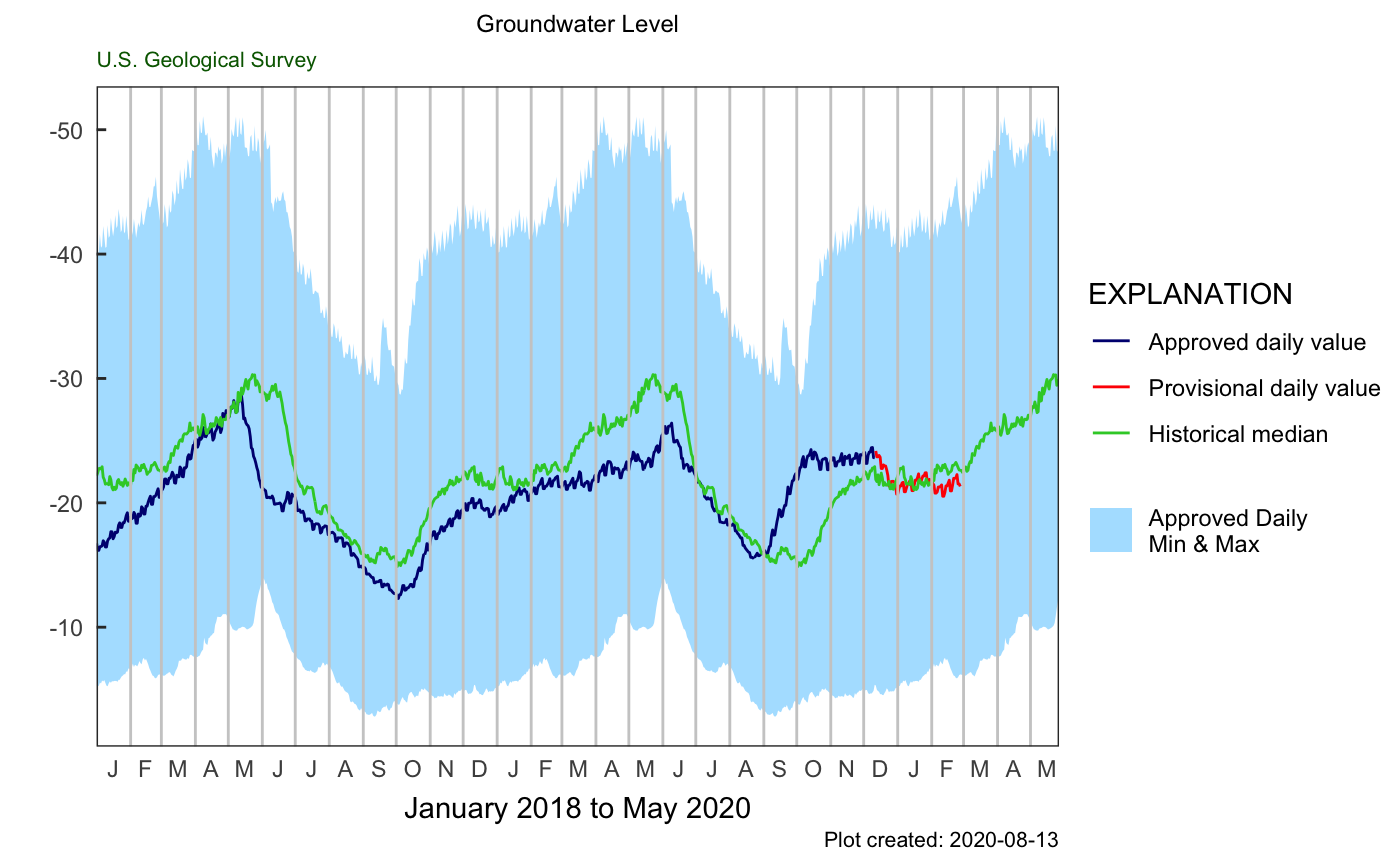 Groundwater Level
U.S. Geological Survey
-50
-40
-30
-20
-10
J F M A M J J A S O N D J F M A M J J A S O N D J F M A M
January 2018 to May 2020
Plot created: 2020-08-13
EXPLANATION
Approved daily value
Provisional daily value
Historical median
Approved Daily
Min & Max